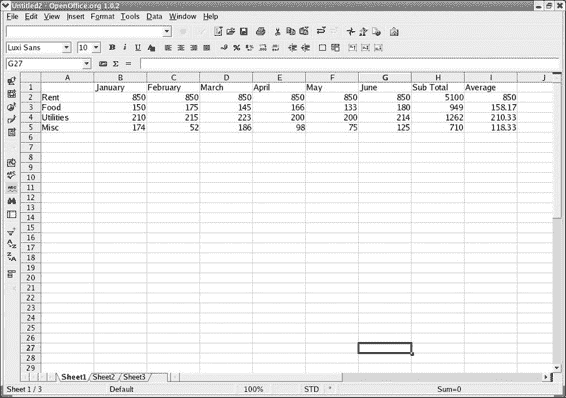 Untitled2 - OpenOffice.org 1.0.2
File Edit View Insert Format Tools Data Window Help
Luxi Sans 10 B i U A
G27 Σ =
A B C D E F G H I J
1 January February March April May June Sub Total Average
2 Rent 850 850 850 850 850 850 5100 850
3 Food 150 175 145 166 133 180 949 158.17
4 Utilities 210 215 223 200 200 214 1262 210.33
5 Misc 174 52 186 98 75 125 710 118.33
6
7
8
9
10
11
12
13
14
15
16
17
18
19
20
21
22
23
24
25
26
27
28
29
Sheet1 Sheet2 Sheet3
Sheet 1 / 3 Default 100% STD * Sum=0